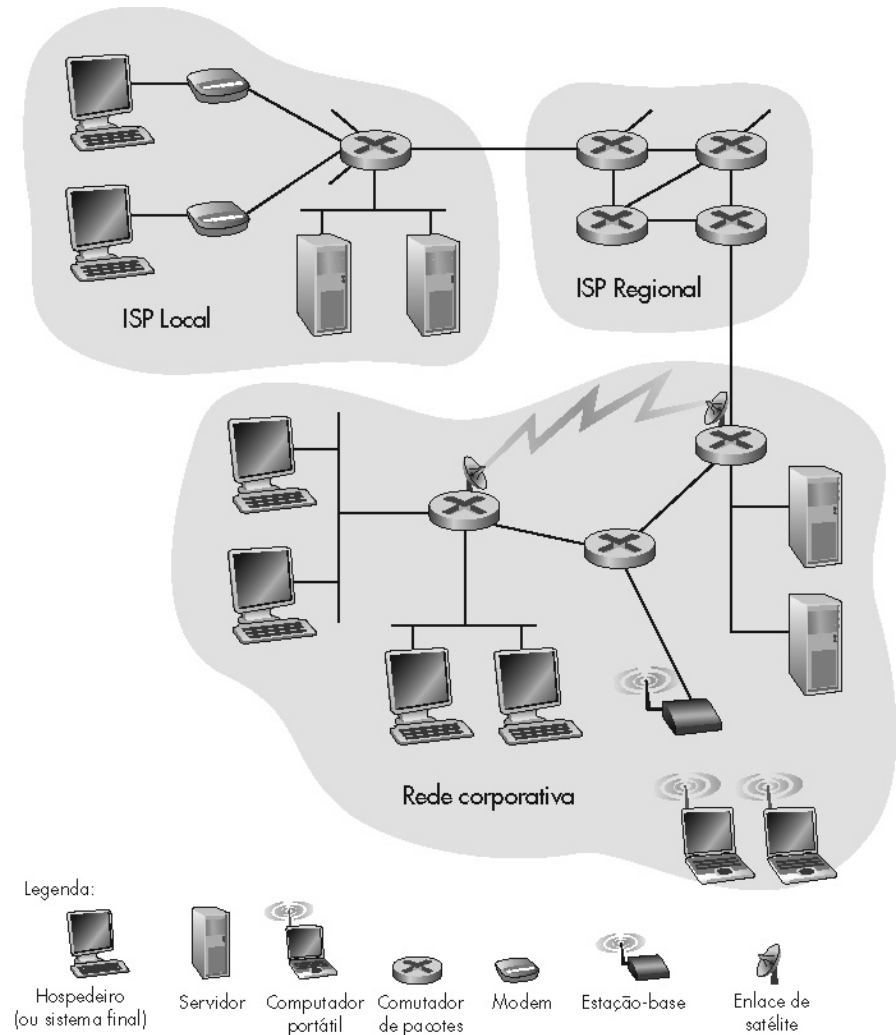 ISP Local
ISP Regional
Rede corporativa
Legenda:
Hospedeiro
(ou sistema final)
Servidor
Computador
portátil
Comutador
de pacotes
Modem
Estação-base
Enlace de
satélite